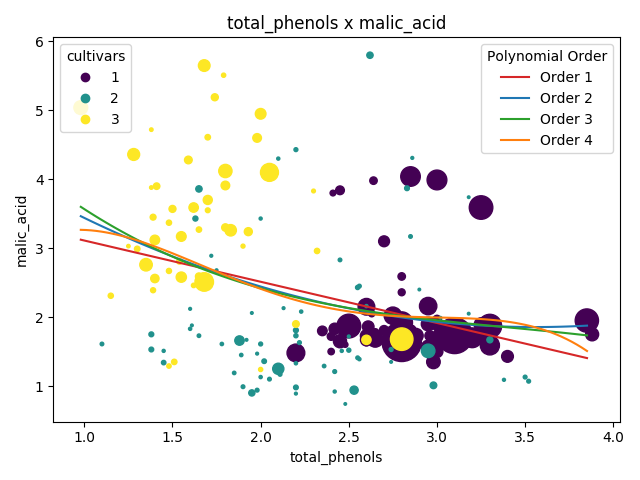 total_phenols x malic_acid
cultivars
1
2
3
Polynomial Order
Order 1
Order 2
Order 3
Order 4
malic_acid
6
5
4
3
2
1
1.0 1.5 2.0 2.5 3.0 3.5 4.0
total_phenols